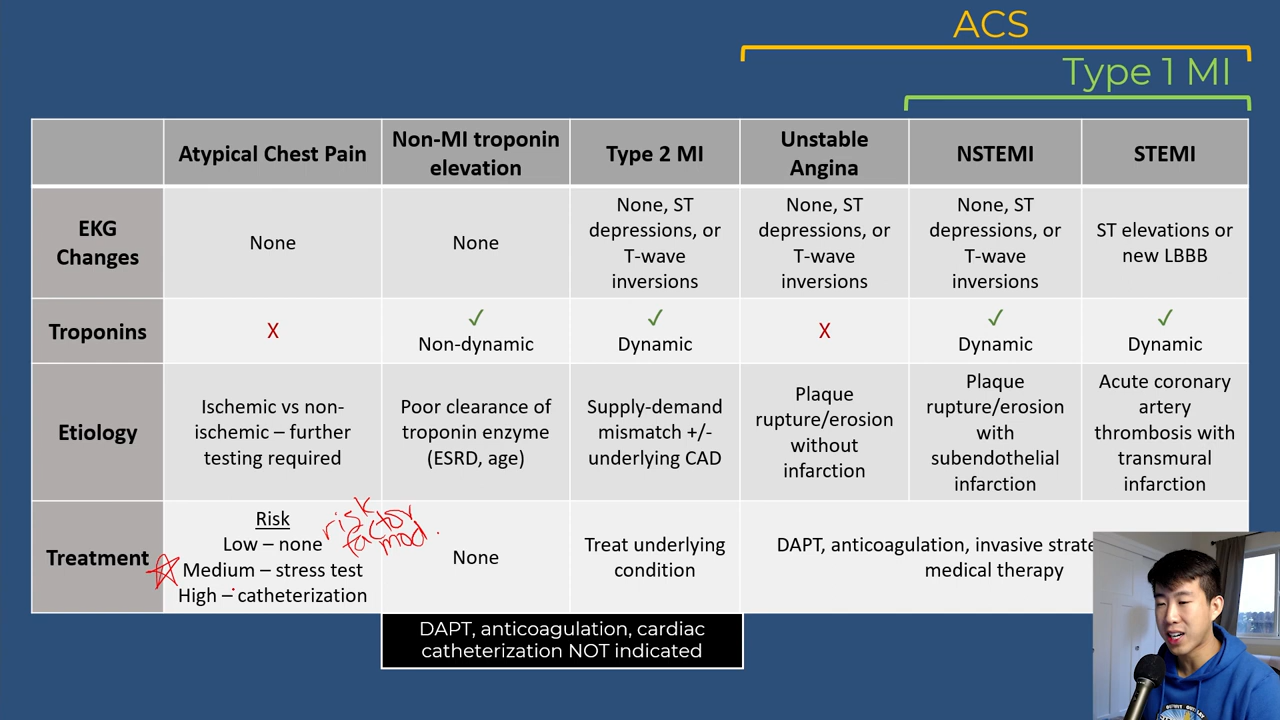 ACS
Type 1 MI
Atypical Chest Pain
Non-MI troponin
elevation
Type 2 MI
Unstable
Angina
NSTEMI
STEMI
EKG
Changes
None
None
None, ST
depressions, or
T-wave
inversions
None, ST
depressions, or
T-wave
inversions
None, ST
depressions, or
T-wave
inversions
ST elevations or
new LBBB
Troponins
X
✓
Non-dynamic
✓
Dynamic
X
✓
Dynamic
✓
Dynamic
Etiology
Ischemic vs non-
ischemic – further
testing required
Poor clearance of
troponin enzyme
(ESRD, age)
Supply-demand
mismatch +/-
underlying CAD
Plaque
rupture/erosion
without
infarction
Plaque
rupture/erosion
with
subendothelial
infarction
Acute coronary
artery
thrombosis with
transmural
infarction
Treatment
Risk
Low – none
Medium – stress test
High – catheterization
risk
factor
mod.
None
Treat underlying
condition
DAPT, anticoagulation, invasive
medical therapy
DAPT, anticoagulation, cardiac
catheterization NOT indicated